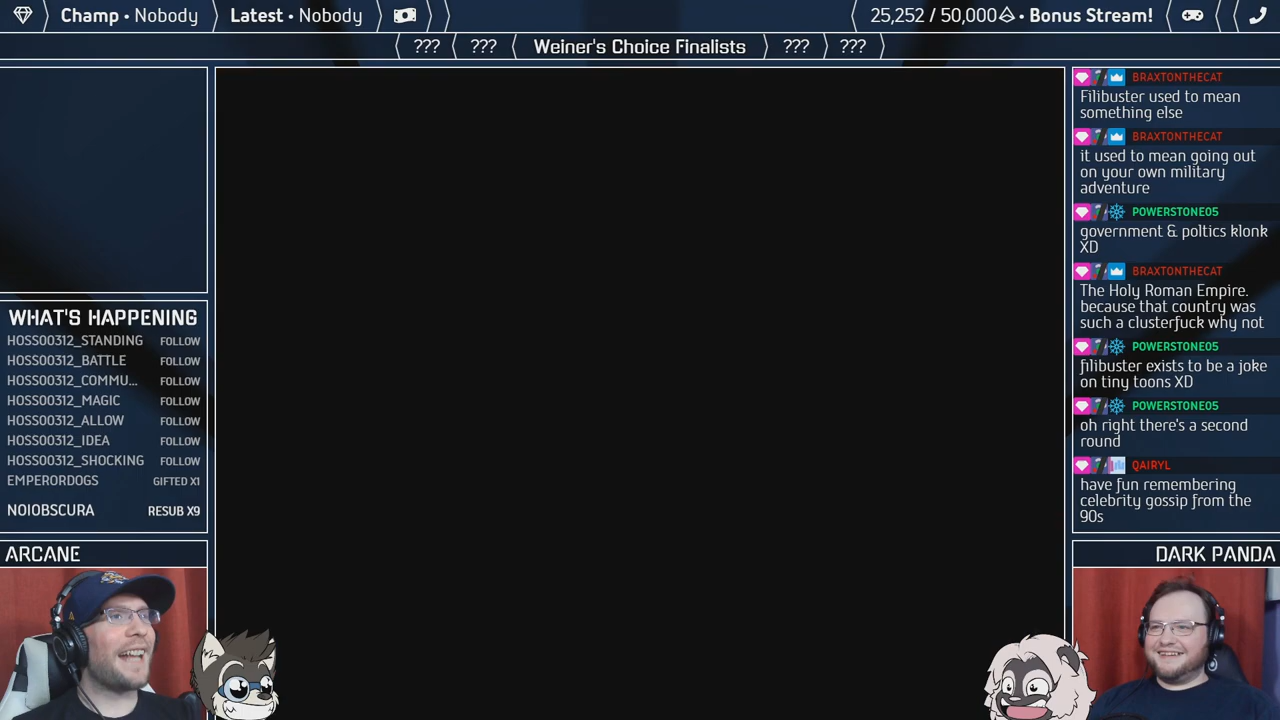 Champ • Nobody
Latest • Nobody
25,252 / 50,000 • Bonus Stream!
??? ??? Weiner's Choice Finalists ??? ???
WHAT'S HAPPENING
HOSS00312_STANDING FOLLOW
HOSS00312_BATTLE FOLLOW
HOSS00312_COMMU... FOLLOW
HOSS00312_MAGIC FOLLOW
HOSS00312_ALLOW FOLLOW
HOSS00312_IDEA FOLLOW
HOSS00312_SHOCKING FOLLOW
EMPERORDOGS GIFTED X1
NOIOBSCURA RESUB X9
ARCANE
BRAXTONTHECAT
Filibuster used to mean
something else
BRAXTONTHECAT
it used to mean going out
on your own military
adventure
POWERSTONE05
government & poltics klonk
XD
BRAXTONTHECAT
The Holy Roman Empire.
because that country was
such a clusterfuck why not
POWERSTONE05
filibuster exists to be a joke
on tiny toons XD
POWERSTONE05
oh right there's a second
round
QAIRYL
have fun remembering
celebrity gossip from the
90s
DARK PANDA